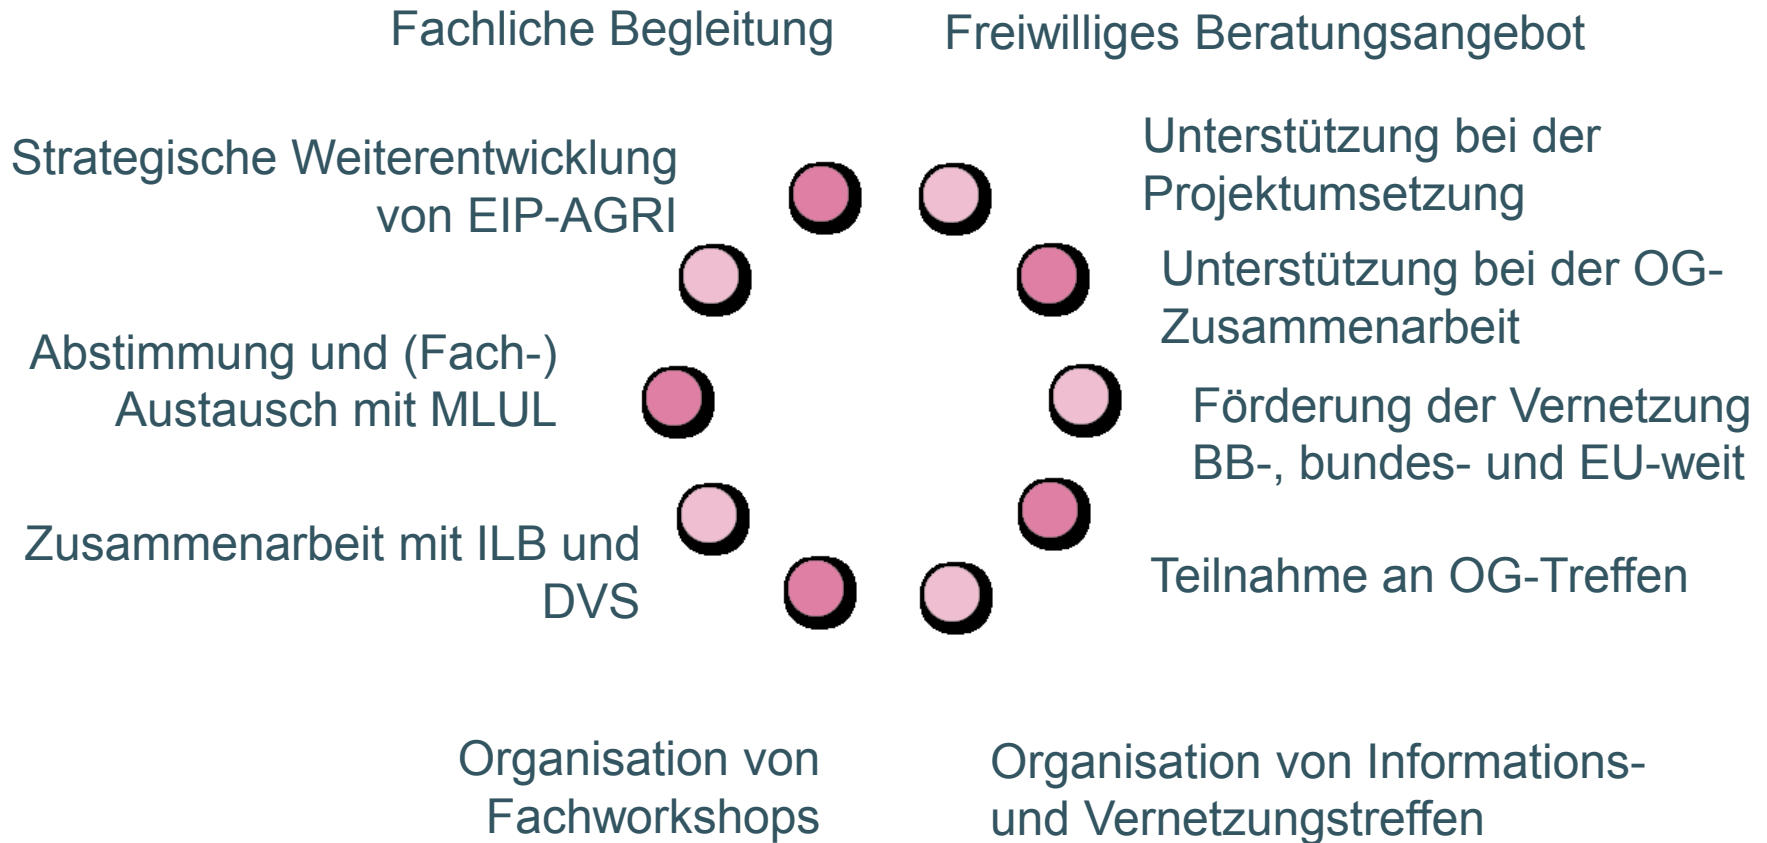 Fachliche Begleitung
Freiwilliges Beratungsangebot
Strategische Weiterentwicklung
von EIP-AGRI
Unterstützung bei der
Projektumsetzung
Unterstützung bei der OG-
Zusammenarbeit
Abstimmung und (Fach-)
Austausch mit MLUL
Förderung der Vernetzung
BB-, bundes- und EU-weit
Zusammenarbeit mit ILB und
DVS
Teilnahme an OG-Treffen
Organisation von
Fachworkshops
Organisation von Informations-
und Vernetzungstreffen